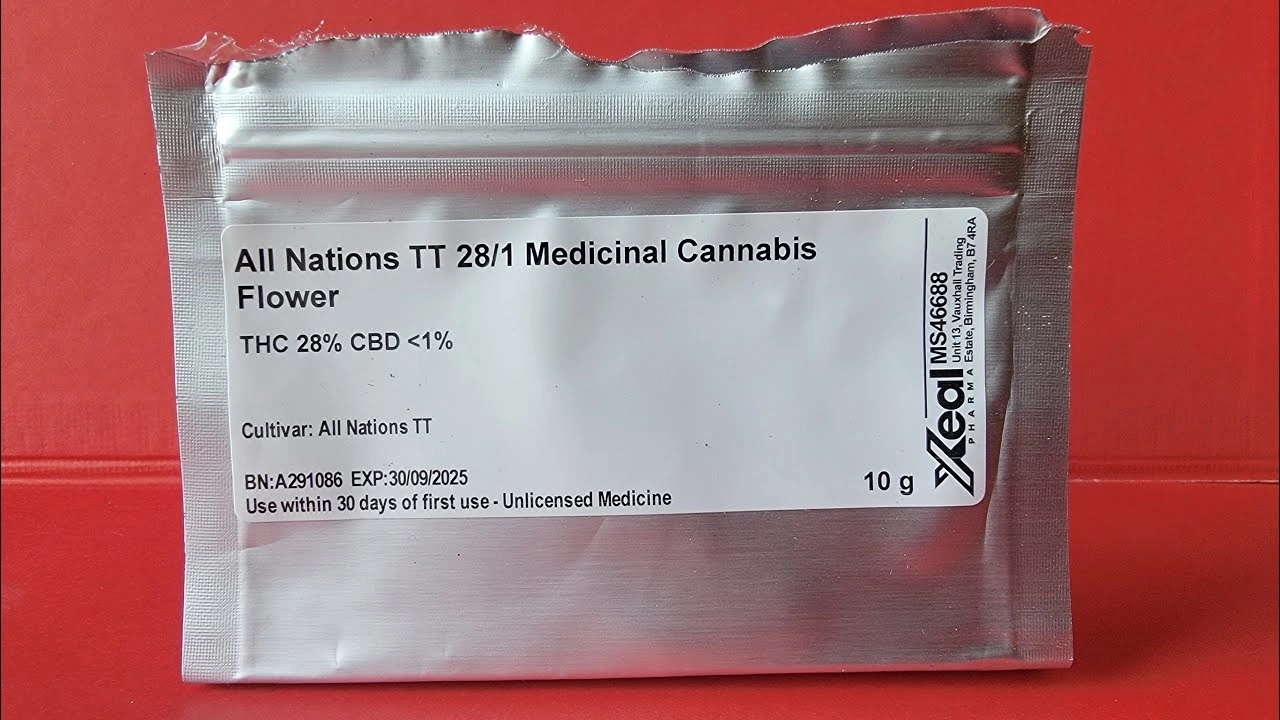 All Nations TT 28/1 Medicinal Cannabis
Flower
THC 28% CBD <1%
Cultivar: All Nations TT
BN:A291086 EXP:30/09/2025
Use within 30 days of first use - Unlicensed Medicine
10 g
Xeal
PHARMA
MS46688
Unit 13, Vauxhall Trading
Estate, Birmingham, B7 4RA